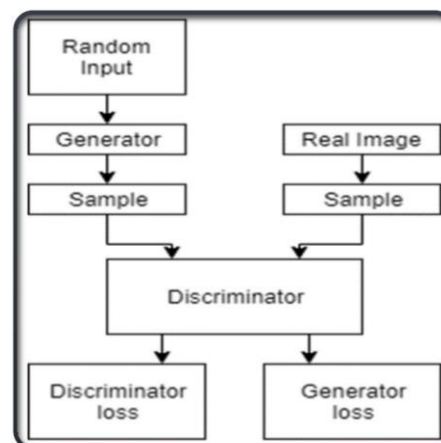 Random
Input
Generator
Real Image
Sample
Sample
Discriminator
Discriminator
loss
Generator
loss